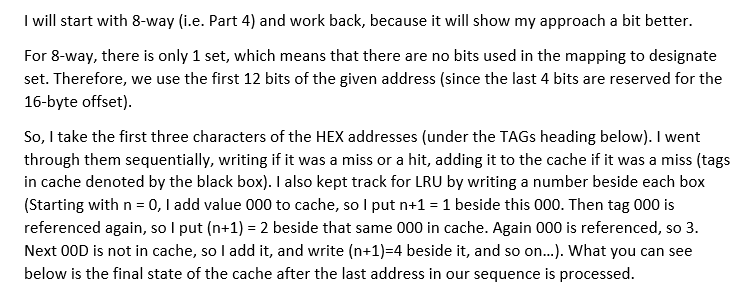 I will start with 8-way (i.e. Part 4) and work back, because it will show my approach a bit better.
For 8-way, there is only 1 set, which means that there are no bits used in the mapping to designate
set. Therefore, we use the first 12 bits of the given address (since the last 4 bits are reserved for the
16-byte offset).
So, I take the first three characters of the HEX addresses (under the TAGs heading below). I went
through them sequentially, writing if it was a miss or a hit, adding it to the cache if it was a miss (tags
in cache denoted by the black box). I also kept track for LRU by writing a number beside each box
(Starting with n = 0, I add value 000 to cache, so I put n+1 = 1 beside this 000. Then tag 000 is
referenced again, so I put (n+1) = 2 beside that same 000 in cache. Again 000 is referenced, so 3.
Next 00D is not in cache, so I add it, and write (n+1)=4 beside it, and so on...). What you can see
below is the final state of the cache after the last address in our sequence is processed.